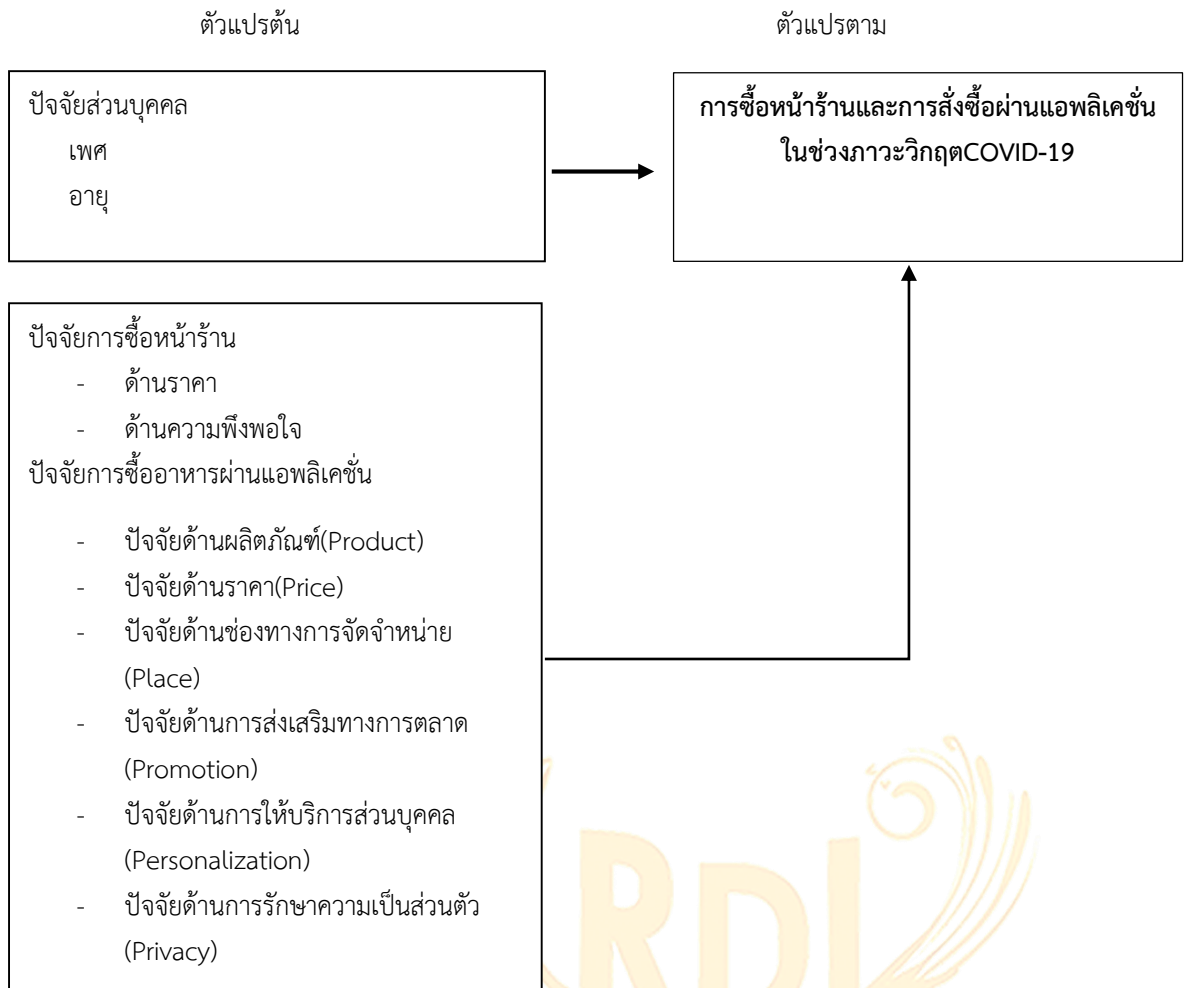 ตัวแปรต้น
ตัวแปรตาม
ปัจจัยส่วนบุคคล
เพศ
อายุ
การซื้อหน้าร้านและการสั่งซื้อผ่านแอพลิเคชั่น
ในช่วงภาวะวิกฤตCOVID-19
ปัจจัยการซื้อหน้าร้าน
- ด้านราคา
- ด้านความพึงพอใจ
ปัจจัยการซื้ออาหารผ่านแอพลิเคชั่น
- ปัจจัยด้านผลิตภัณฑ์(Product)
- ปัจจัยด้านราคา(Price)
- ปัจจัยด้านช่องทางการจัดจำหน่าย
(Place)
- ปัจจัยด้านการส่งเสริมทางการตลาด
(Promotion)
- ปัจจัยด้านการให้บริการส่วนบุคคล
(Personalization)
- ปัจจัยด้านการรักษาความเป็นส่วนตัว
(Privacy)
RDI